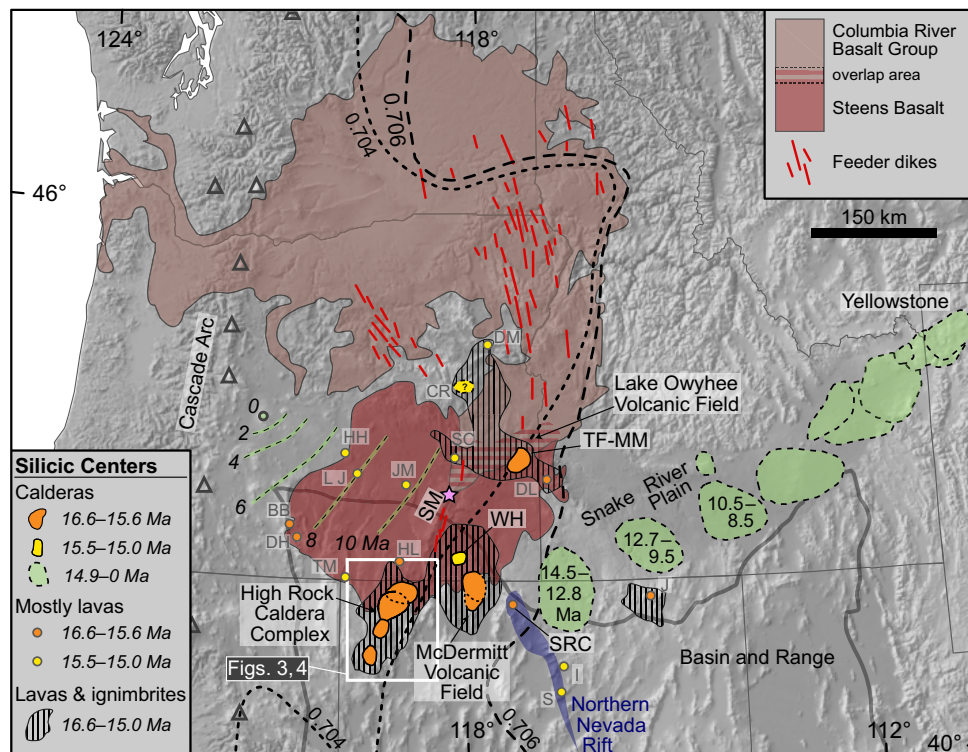 124°
118°
Columbia River
Basalt Group
overlap area
Steens Basalt
Feeder dikes
0.706
0.704
46°
150 km
Yellowstone
Cascade Arc
DM
CR
Lake Owyhee
Volcanic Field
TF-MM
0
2
4
6
8
10 Ma
HH
LJ
JM
SC
DL
SM
WH
BB
DH
TM
HL
Snake River
Plain
10.5–
8.5
12.7–
9.5
14.5–
12.8
Ma
J
Silicic Centers
Calderas
16.6–15.6 Ma
15.5–15.0 Ma
14.9–0 Ma
Mostly lavas
16.6–15.6 Ma
15.5–15.0 Ma
Lavas & ignimbrites
16.6–15.0 Ma
?
High Rock
Caldera
Complex
Figs. 3, 4
McDermitt
Volcanic
Field
SRC
Basin and Range
I
S
Northern
Nevada
Rift
0.704
118°
0.706
112°
40°